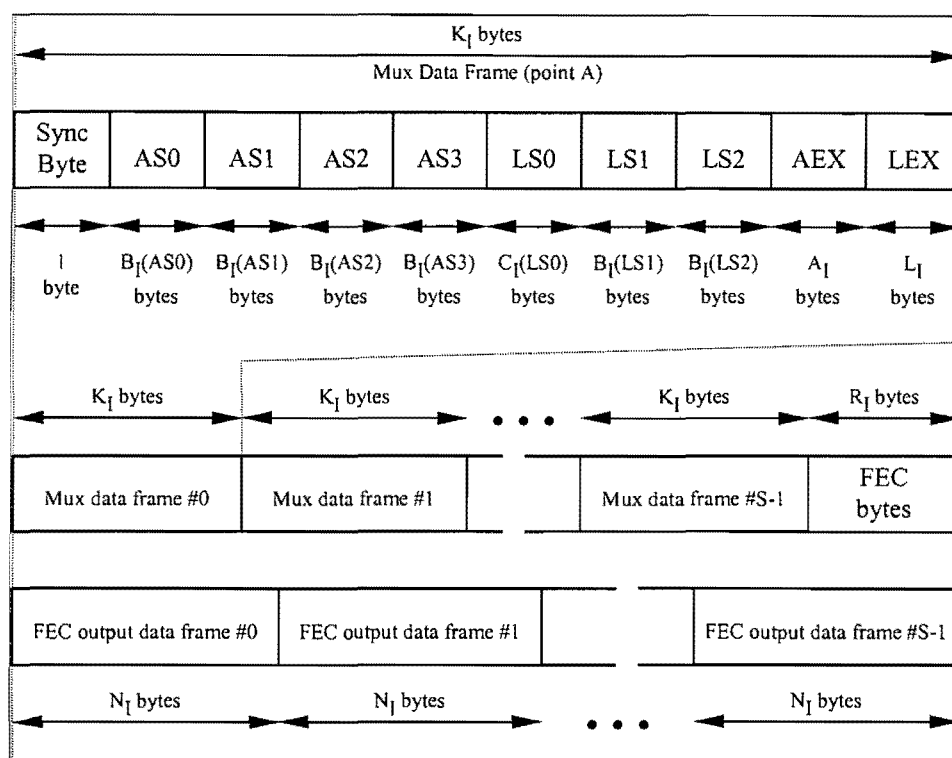 K_I bytes
Mux Data Frame (point A)
Sync Byte AS0 AS1 AS2 AS3 LS0 LS1 LS2 AEX LEX
1 byte B_I(AS0) bytes B_I(AS1) bytes B_I(AS2) bytes B_I(AS3) bytes C_I(LS0) bytes B_I(LS1) bytes B_I(LS2) bytes A_I bytes L_I bytes
K_I bytes K_I bytes • • • K_I bytes R_I bytes
Mux data frame #0 Mux data frame #1 Mux data frame #S-1 FEC bytes
FEC output data frame #0 FEC output data frame #1 FEC output data frame #S-1
N_I bytes N_I bytes • • • N_I bytes